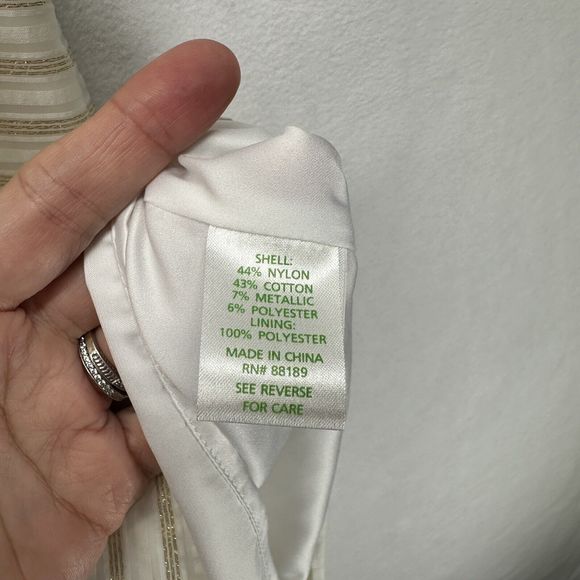 SHELL:
44% NYLON
43% COTTON
7% METALLIC
6% POLYESTER
LINING:
100% POLYESTER
MADE IN CHINA
RN# 88189
SEE REVERSE
FOR CARE